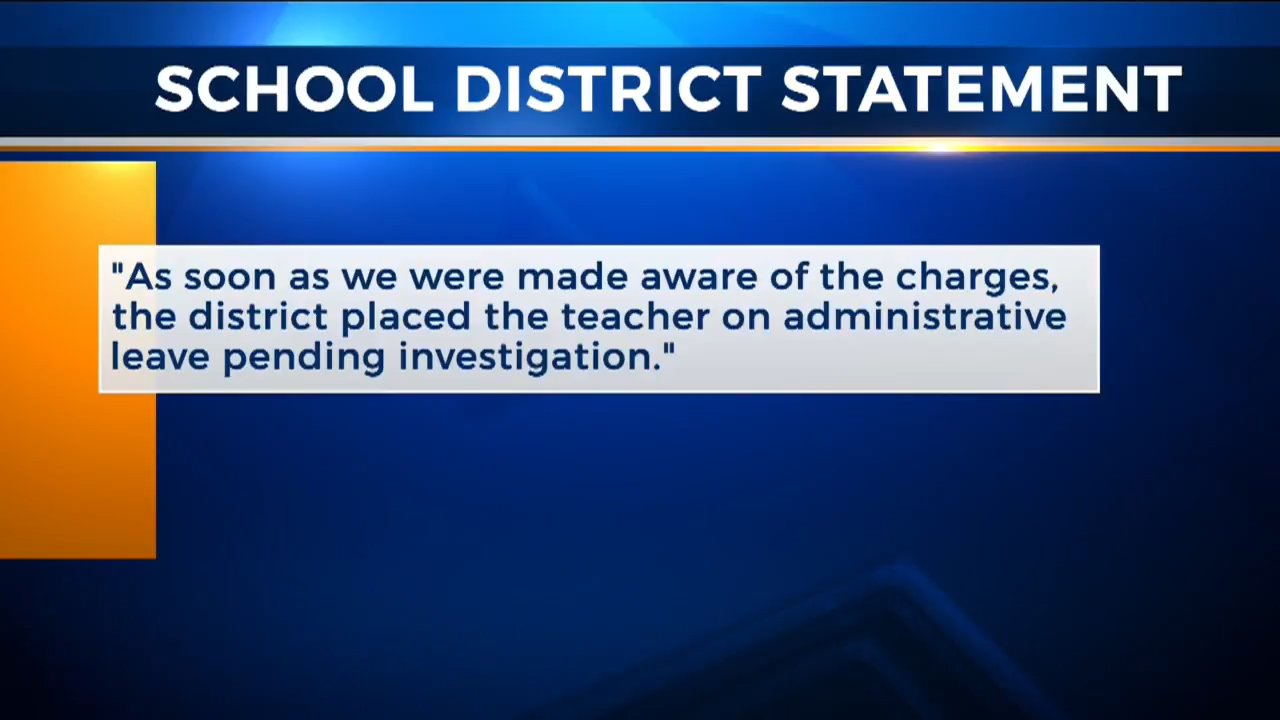 SCHOOL DISTRICT STATEMENT
"As soon as we were made aware of the charges,
the district placed the teacher on administrative
leave pending investigation."